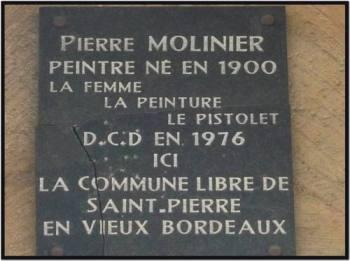 PIERRE MOLINIER
PEINTRE NÉ EN 1900
LA FEMME
LA PEINTURE
LE PISTOLET
D.C.D EN 1976
ICI
LA COMMUNE LIBRE DE
SAINT-PIERRE
EN VIEUX BORDEAUX